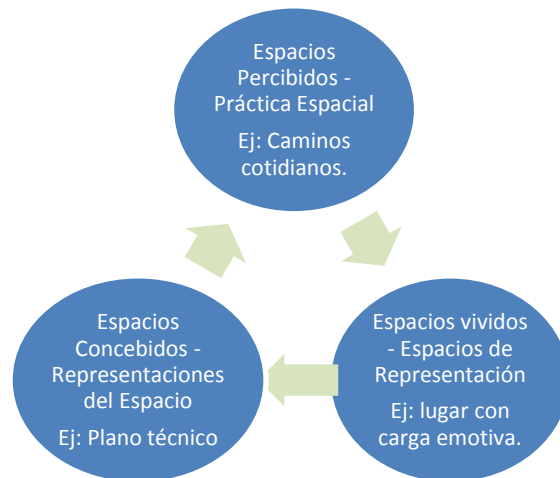 Espacios
Percibidos -
Práctica Espacial
Ej: Caminos
cotidianos.
Espacios
Concebidos -
Representaciones
del Espacio
Ej: Plano técnico
Espacios vividos
- Espacios de
Representación
Ej: lugar con
carga emotiva.